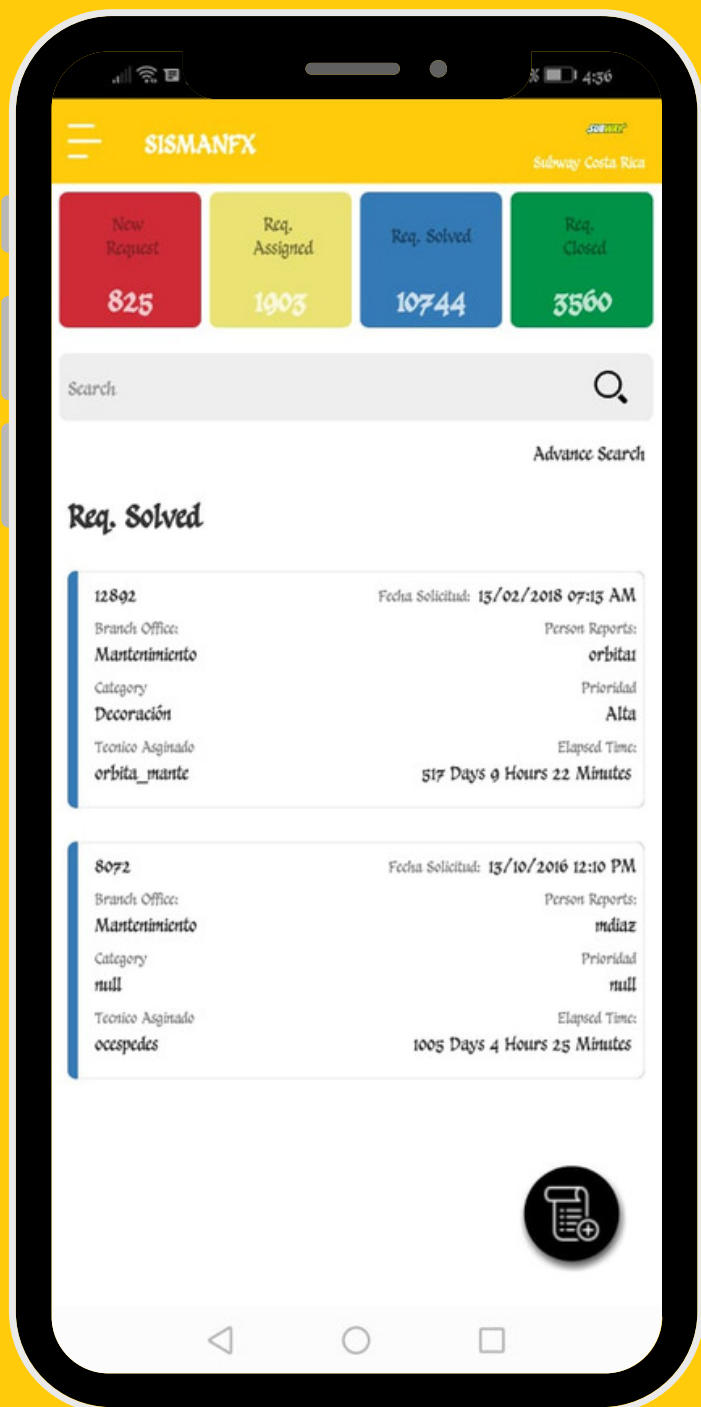 % 4:36
SISMANFX
SUBWAY
Subway Costa Rica
New
Request
825
Req.
Assigned
1903
Req. Solved
10744
Req.
Closed
3560
Search
Advance Search
Req. Solved
12892 Fecha Solicitud: 13/02/2018 07:13 AM
Branch Office: Person Reports:
Mantenimiento orbita1
Category Prioridad
Decoración Alta
Tecnico Asginado Elapsed Time:
orbita_mante 517 Days 9 Hours 22 Minutes
8072 Fecha Solicitud: 13/10/2016 12:10 PM
Branch Office: Person Reports:
Mantenimiento mdiaz
Category Prioridad
null null
Tecnico Asginado Elapsed Time:
ocespedes 1005 Days 4 Hours 25 Minutes